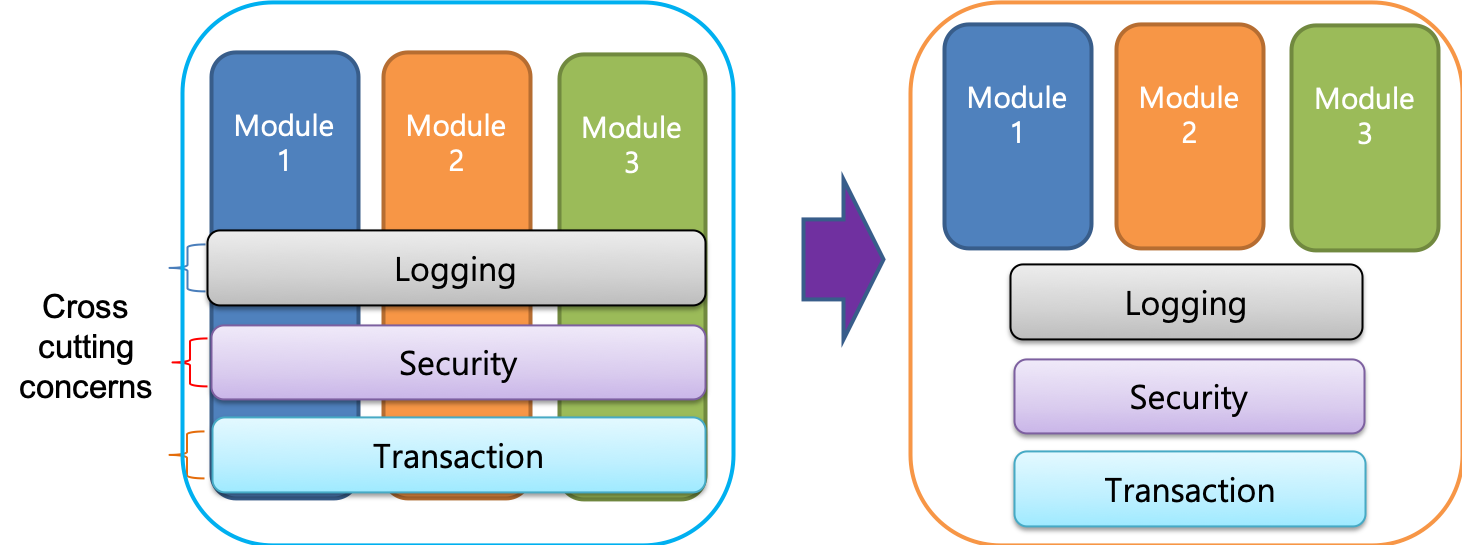 Module
1
Module
2
Module
3
Logging
Security
Transaction
Cross
cutting
concerns
Module
1
Module
2
Module
3
Logging
Security
Transaction